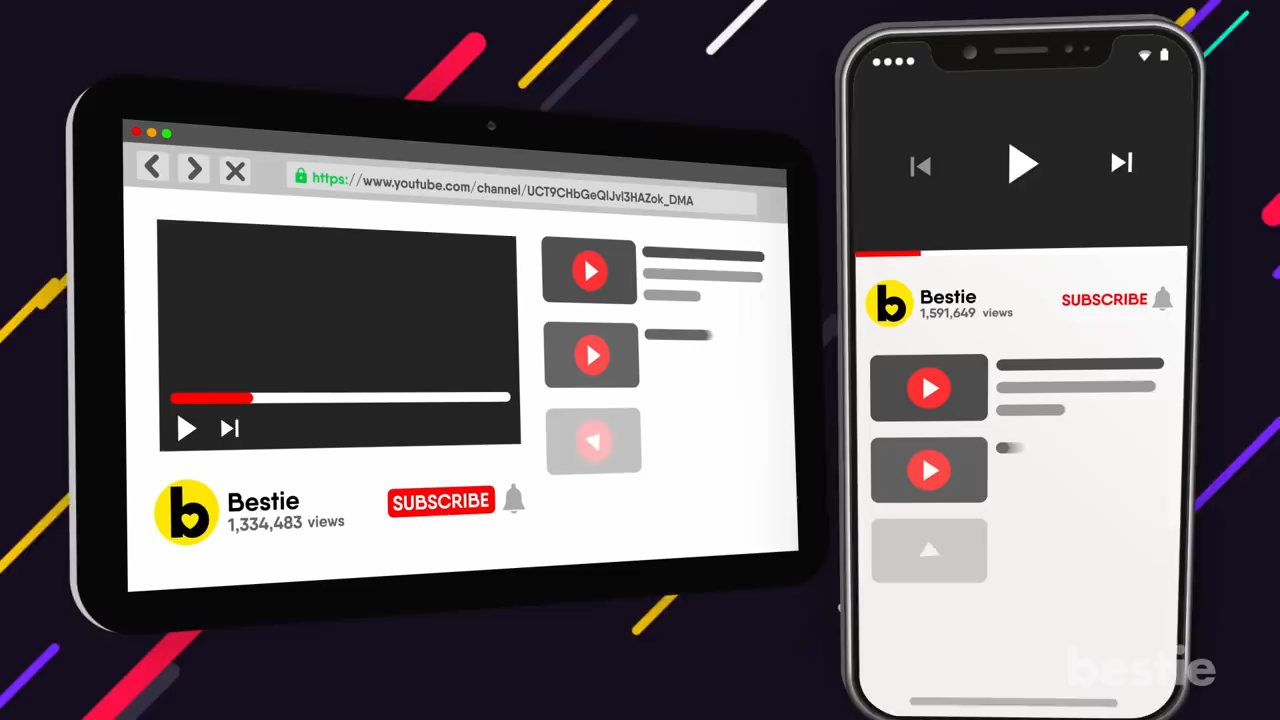 https://www.youtube.com/channel/UCT9CHbGeQIJvl3HAZok_DMA
b Bestie
1,334,483 views
SUBSCRIBE
b Bestie
1,591,649 views
SUBSCRIBE
bestie